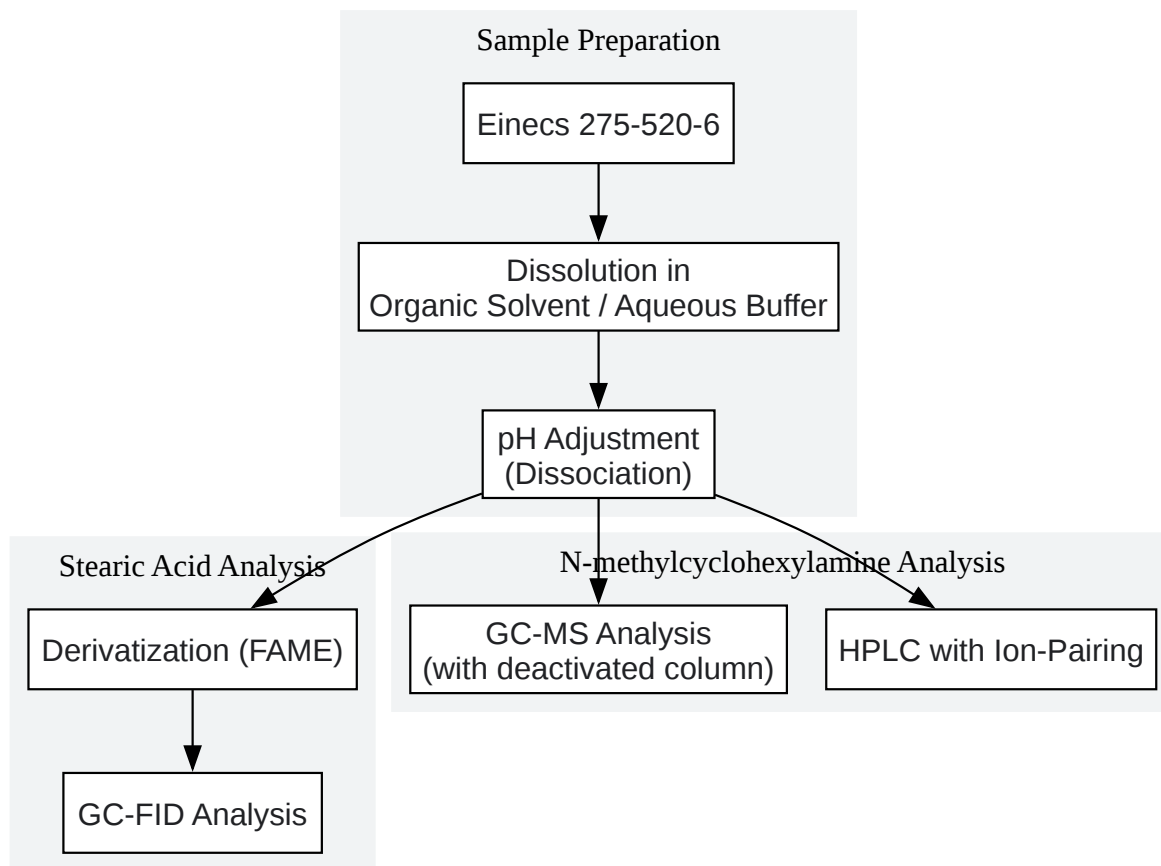 Sample Preparation
Einecs 275-520-6
Dissolution in
Organic Solvent / Aqueous Buffer
pH Adjustment
(Dissociation)
Stearic Acid Analysis
Derivatization (FAME)
GC-FID Analysis
N-methylcyclohexylamine Analysis
GC-MS Analysis
(with deactivated column)
HPLC with Ion-Pairing